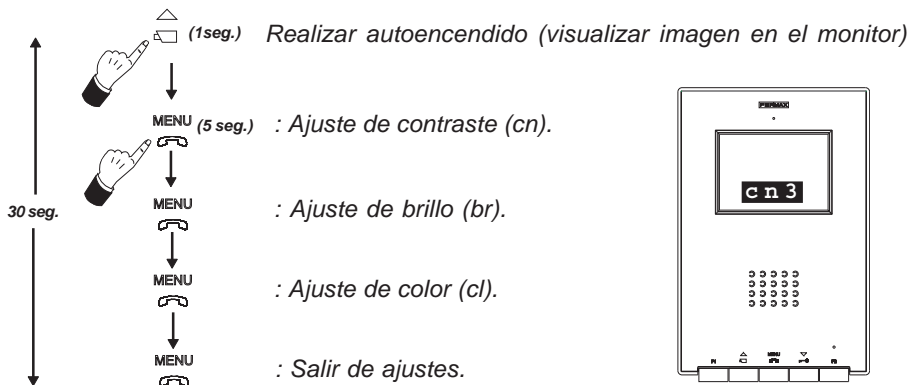 (1seg.) Realizar autoencendido (visualizar imagen en el monitor)
MENU (5 seg.) : Ajuste de contraste (cn).
30 seg.
MENU : Ajuste de brillo (br).
MENU : Ajuste de color (cl).
MENU : Salir de ajustes.
FERMAX
cn3
MENU